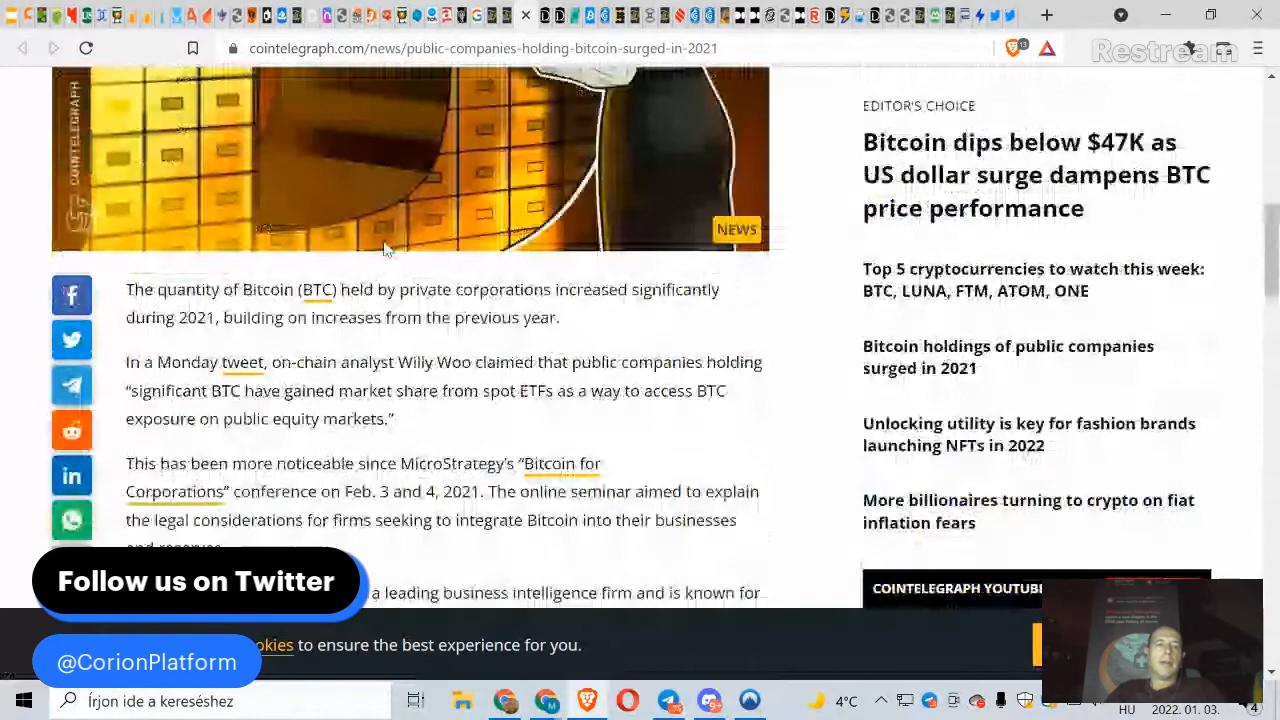 cointelegraph.com/news/public-companies-holding-bitcoin-surged-in-2021
13
Restream
COINTELEGRAPH
NEWS
The quantity of Bitcoin (BTC) held by private corporations increased significantly
during 2021, building on increases from the previous year.
In a Monday tweet, on-chain analyst Willy Woo claimed that public companies holding
“significant BTC have gained market share from spot ETFs as a way to access BTC
exposure on public equity markets.”
This has been more noticeable since MicroStrategy’s “Bitcoin for
Corporations” conference on Feb. 3 and 4, 2021. The online seminar aimed to explain
the legal considerations for firms seeking to integrate Bitcoin into their businesses
and reserves.
a leading business intelligence firm and is known for
EDITOR'S CHOICE
Bitcoin dips below $47K as
US dollar surge dampens BTC
price performance
Top 5 cryptocurrencies to watch this week:
BTC, LUNA, FTM, ATOM, ONE
Bitcoin holdings of public companies
surged in 2021
Unlocking utility is key for fashion brands
launching NFTs in 2022
More billionaires turning to crypto on fiat
inflation fears
COINTELEGRAPH YOUTUBE
Follow us on Twitter
@CorionPlatform
okies to ensure the best experience for you.
Írjon ide a kereséshez
4°C
HU
2022. 01. 03.